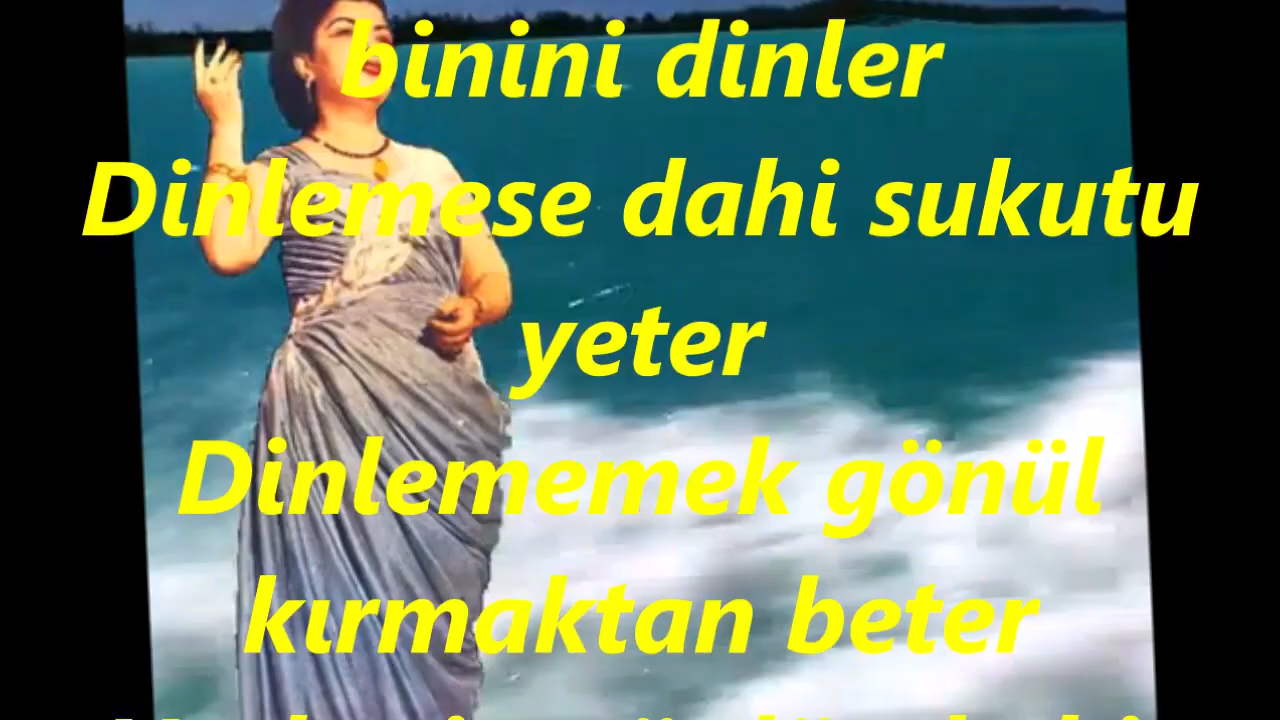 binini dinler
Dinlemese dahi sukutu
yeter
Dinlememek gönül
kırmaktan beter